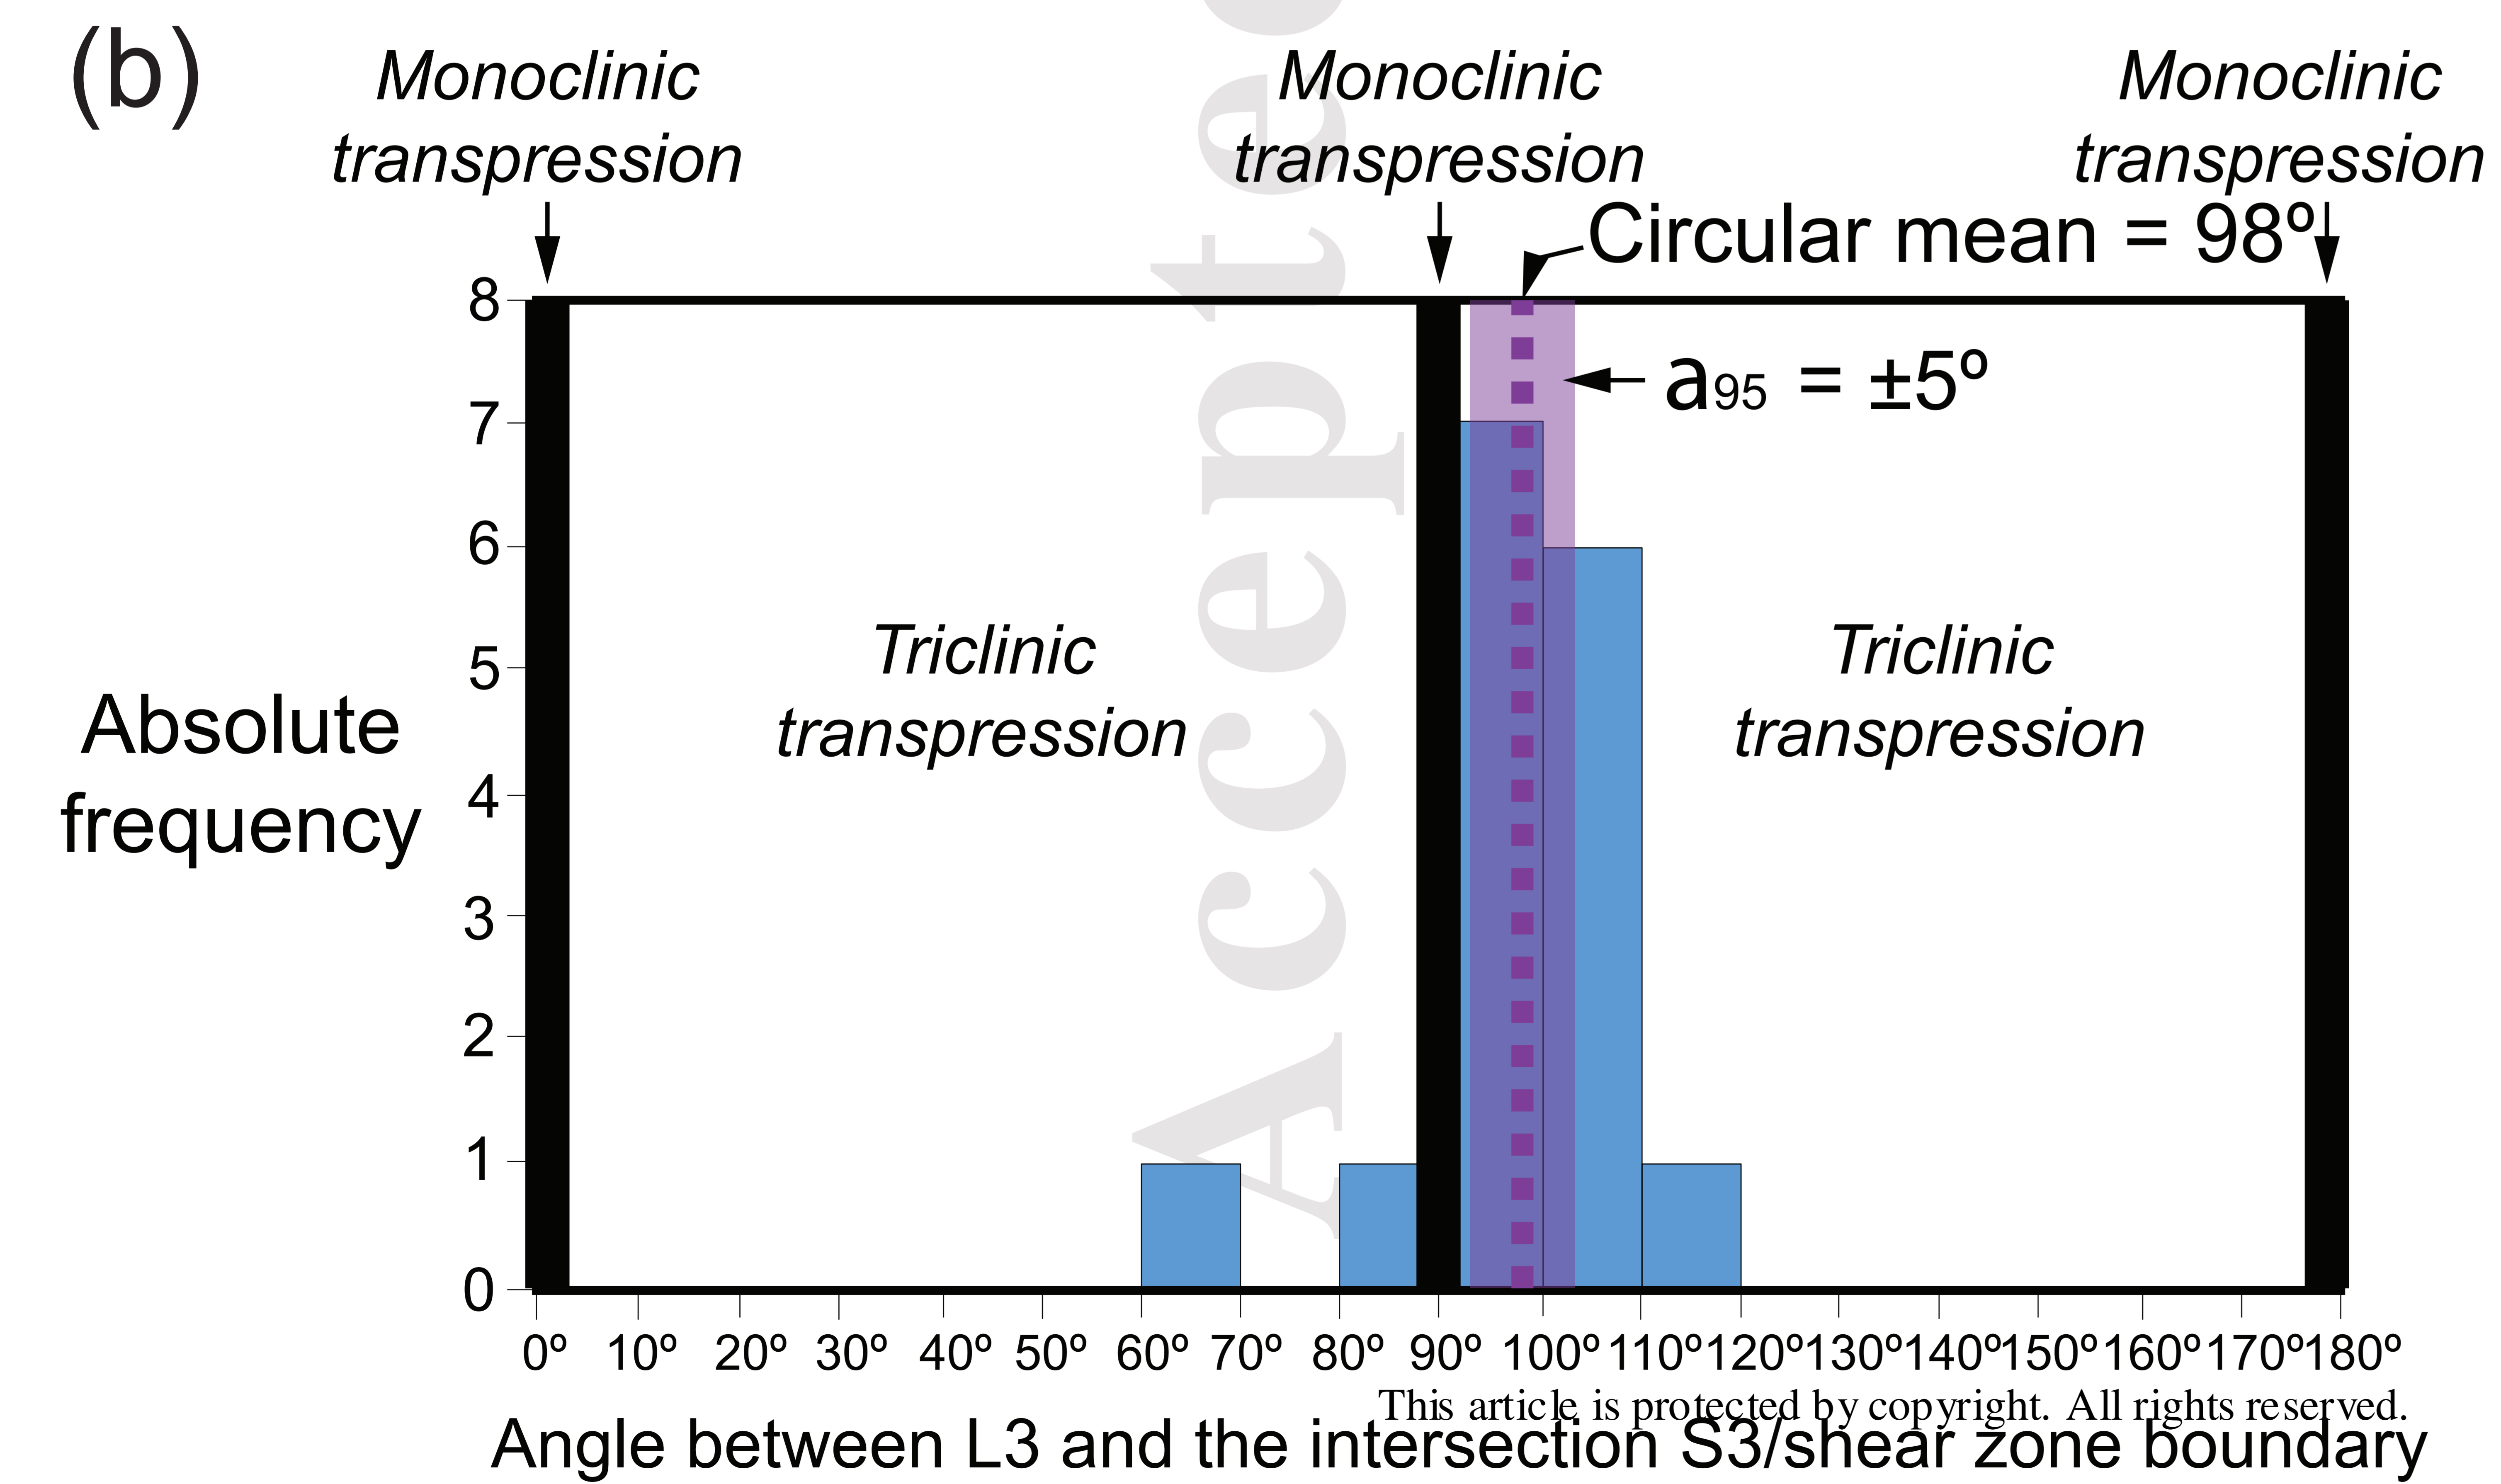 (b)
Monoclinic
transpression
Monoclinic
transpression
Monoclinic
transpression
Circular mean = 98º
a95 = ±5º
Triclinic
transpression
Triclinic
transpression
Absolute
frequency
8
7
6
5
4
3
2
1
0
0º 10º 20º 30º 40º 50º 60º 70º 80º 90º 100º 110º 120º 130º 140º 150º 160º 170º 180º
This article is protected by copyright. All rights reserved.
Angle between L3 and the intersection S3/shear zone boundary
Accepte